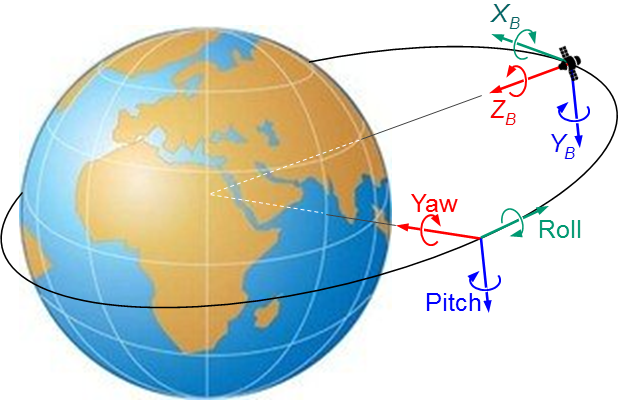 X_B
Z_B
Y_B
Yaw
Roll
Pitch